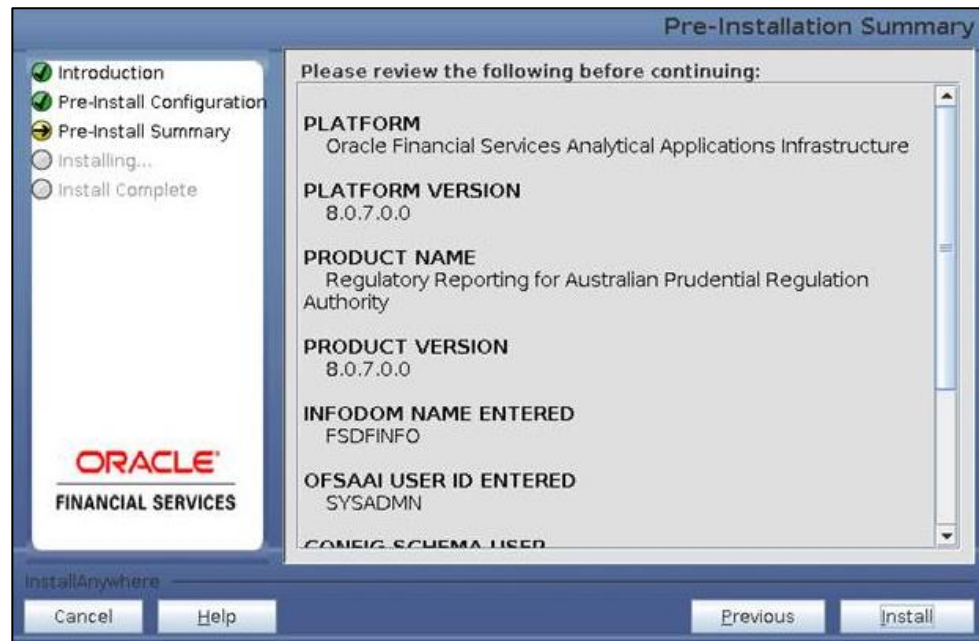 Pre-Installation Summary
Introduction
Pre-Install Configuration
Pre-Install Summary
Installing...
Install Complete
ORACLE
FINANCIAL SERVICES
Please review the following before continuing:
PLATFORM
Oracle Financial Services Analytical Applications Infrastructure
PLATFORM VERSION
8.0.7.0.0
PRODUCT NAME
Regulatory Reporting for Australian Prudential Regulation
Authority
PRODUCT VERSION
8.0.7.0.0
INFODOM NAME ENTERED
FSDFINFO
OFSAAI USER ID ENTERED
SYSADMN
CONFIG SCHEMA USER
InstallAnywhere
Cancel
Help
Previous
Install